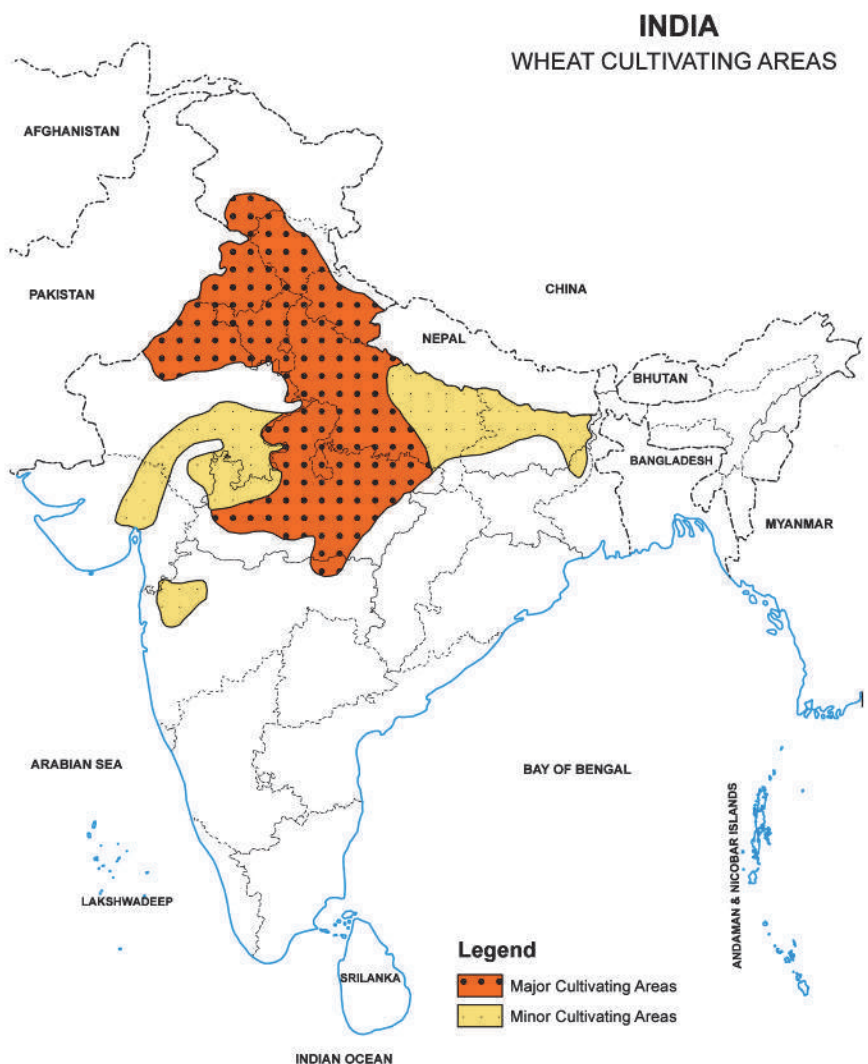 INDIA
WHEAT CULTIVATING AREAS
AFGHANISTAN
PAKISTAN
CHINA
NEPAL
BHUTAN
BANGLADESH
MYANMAR
ARABIAN SEA
BAY OF BENGAL
LAKSHWADEEP
ANDAMAN & NICOBAR ISLANDS
SRILANKA
INDIAN OCEAN
Legend
Major Cultivating Areas
Minor Cultivating Areas